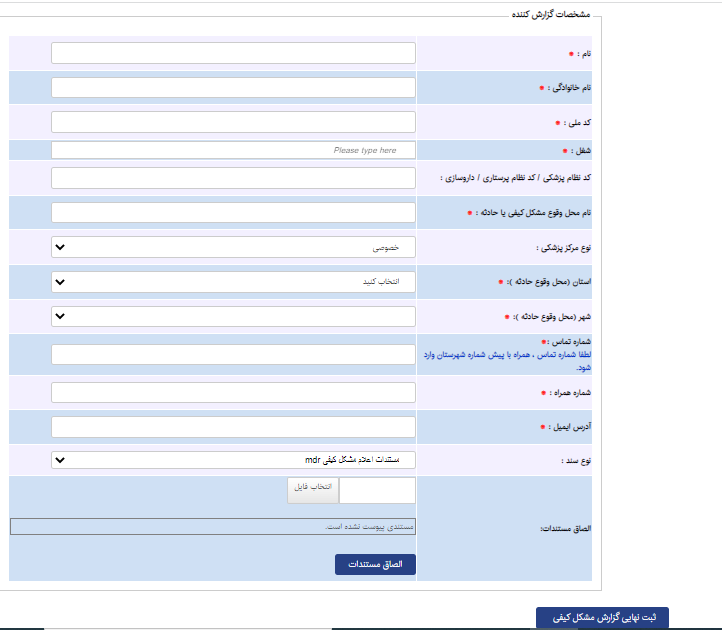 مشخصات گزارش کننده
نام : *
نام خانوادگی : *
کد ملی : *
شغل : *
Please type here
کد نظام پزشکی / کد نظام پرستاری / داروسازی :
نام محل وقوع مشکل کیفی یا حادثه : *
نوع مرکز پزشکی :
خصوصی
استان (محل وقوع حادثه ): *
انتخاب کنید
شهر (محل وقوع حادثه ): *
شماره تماس : *
لطفا شماره تماس ، همراه با پیش شماره شهرستان وارد
شود.
شماره همراه : *
آدرس ایمیل : *
نوع سند :
مستندات اعلام مشکل کیفی mdr
انتخاب فایل
الصاق مستندات:
مستندی پیوست نشده است.
الصاق مستندات
ثبت نهایی گزارش مشکل کیفی